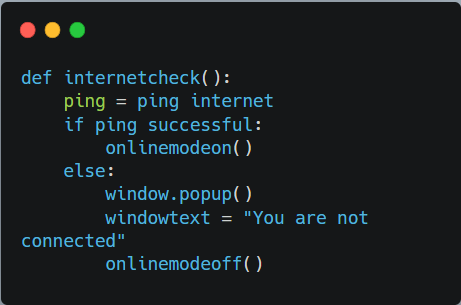 def internetcheck():
    ping = ping internet
    if ping successful:
        onlinemodeon()
    else:
        window.popup()
        windowtext = "You are not
connected"
        onlinemodeoff()